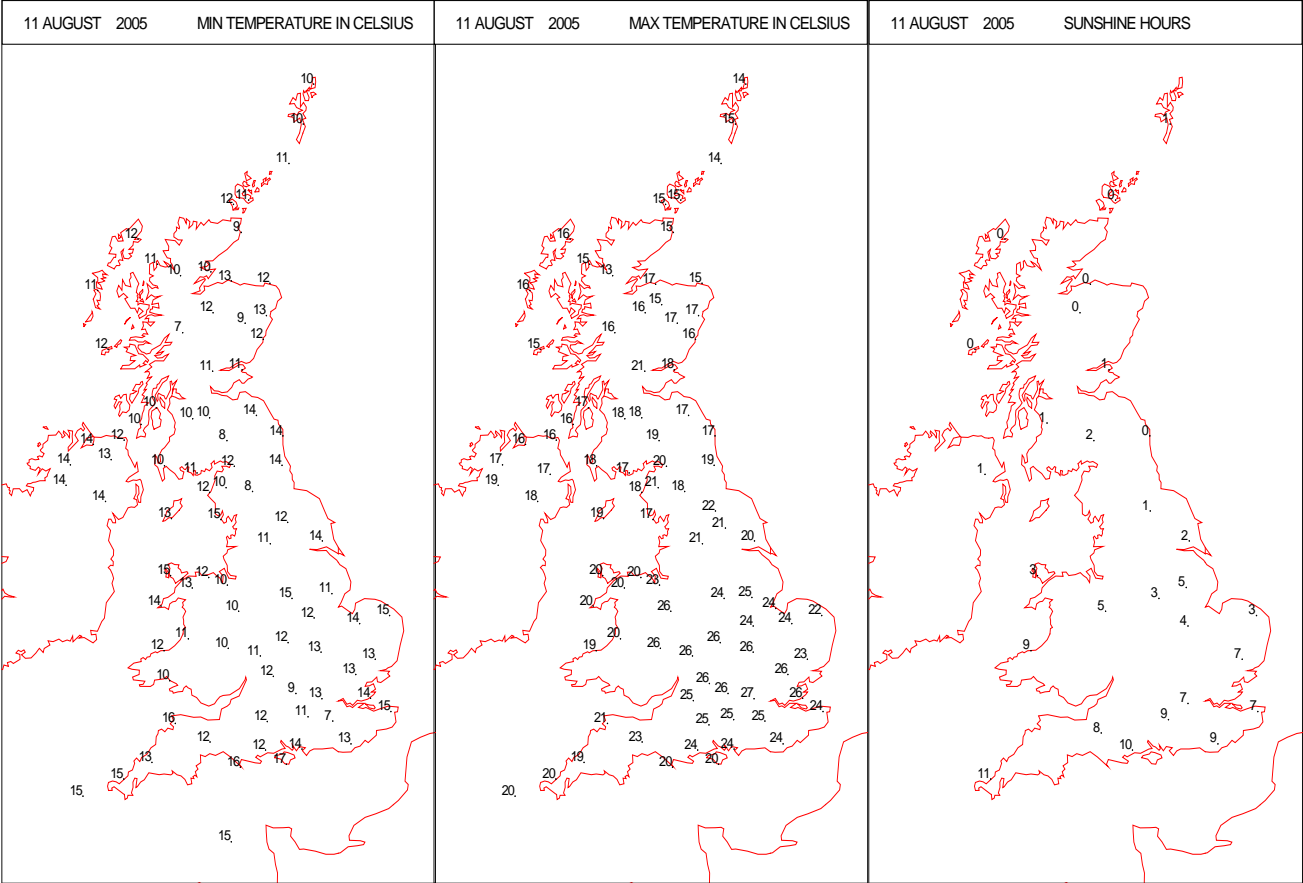 11 AUGUST 2005 MIN TEMPERATURE IN CELSIUS
10
10
11
12 11
9
12
11
10 10
13 12
11
12 13
9
7 12
12
11 11
10
10 10 10 14
14 12 8 14
14 13 10 11 12 14
14 12 10 8
14
13 15 12
11 14
15 12
13 10
14 10 15 11
12 14 15
11
12 10 12 13
11 13
10 12 13
9 13 14
15
16 12 11 7
12 12 14 13
13 16 17
15
15
15
11 AUGUST 2005 MAX TEMPERATURE IN CELSIUS
14
15
14
15 15
15
16
15
13
16 17 15
15
16 17
17
16 16
15
21 18
17
16 18 18 17
16 16 19 17
17 17 18 17 20 19
19 18 21 18
18
19 17 22
21
21 20
20 20
20 23
20 26 24 25
24 24 24 22
20
19 26 26 26
26 23
26 26
25 26 27 26
24
21 25 25 25
23 24 24 24
19 20 20
20
20
11 AUGUST 2005 SUNSHINE HOURS
1
0
0
0
0
0
1
1
2 0
1
1
2
3
5
5 3
4 3
9
7
7 7
9
8 9
10
11